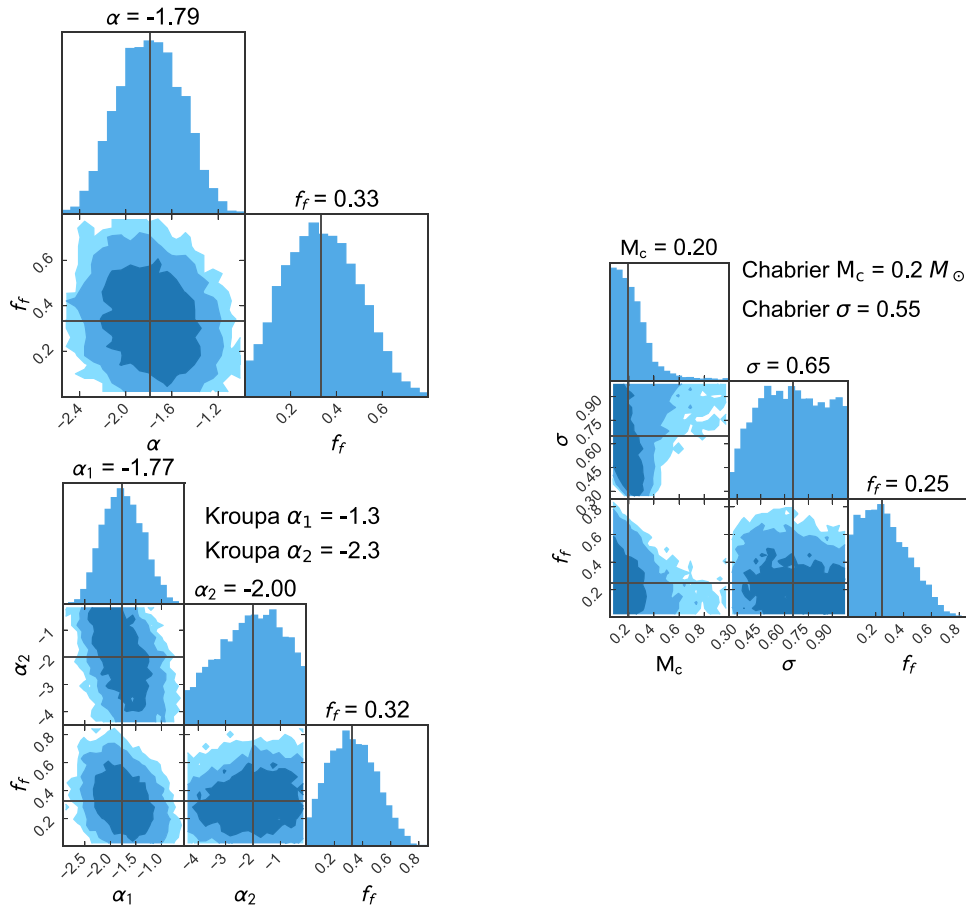 α = -1.79
f_f = 0.33
f_f
0.6
0.4
0.2
-2.4
-2.0
-1.6
-1.2
α
0.2
0.4
0.6
f_f
α₁ = -1.77
Kroupa α₁ = -1.3
Kroupa α₂ = -2.3
α₂ = -2.00
α₂
-1
-2
-3
-4
f_f = 0.32
f_f
0.8
0.6
0.4
0.2
-2.5
-2.0
-1.5
-1.0
α₁
-4
-3
-2
-1
α₂
0.2
0.4
0.6
0.8
f_f
M_c = 0.20
Chabrier M_c = 0.2 M_⊙
Chabrier σ = 0.55
σ = 0.65
σ
0.90
0.75
0.60
0.45
0.30
f_f = 0.25
f_f
0.8
0.6
0.4
0.2
0.2
0.4
0.6
0.8
M_c
0.30
0.45
0.60
0.75
0.90
σ
0.2
0.4
0.6
0.8
f_f